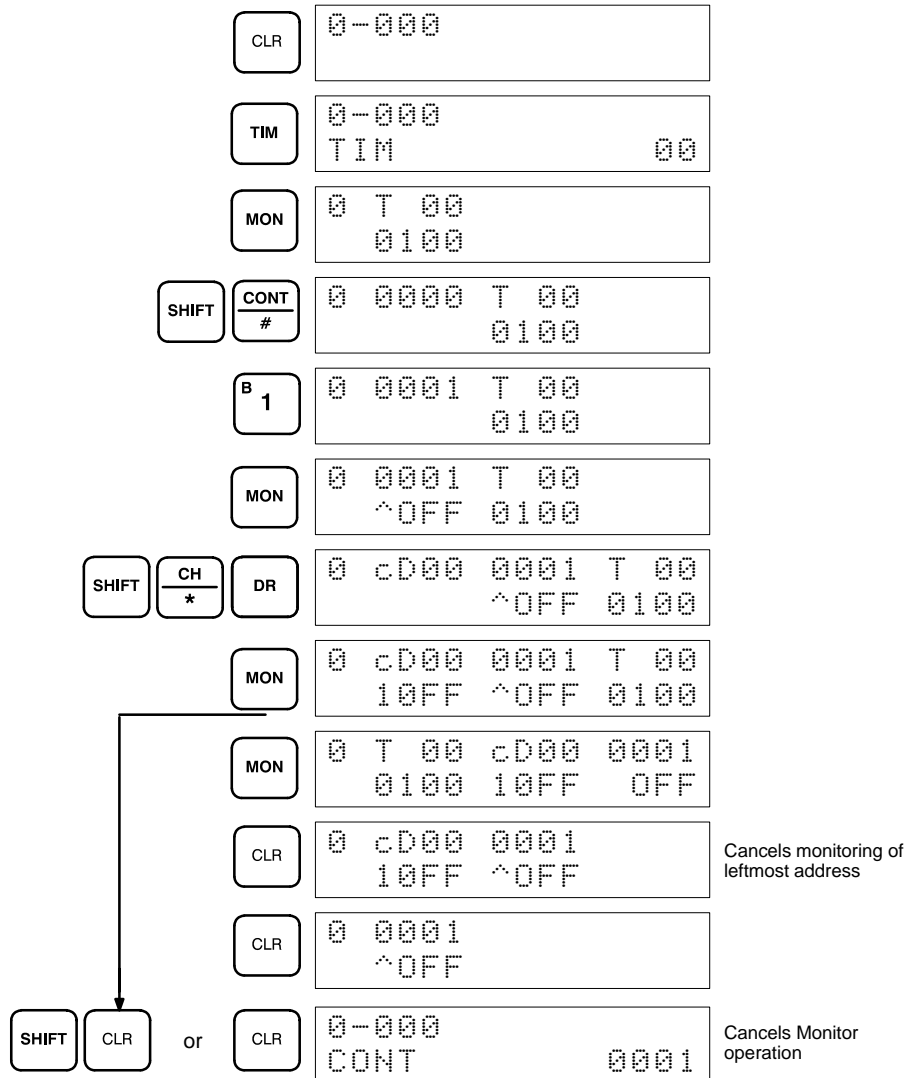 CLR
0-000
TIM
0-000
TIM 00
MON
0 T 00
0100
SHIFT CONT
#
0 0000 T 00
0100
B 1
0 0001 T 00
0100
MON
0 0001 T 00
^OFF 0100
SHIFT CH
* DR
0 cD00 0001 T 00
^OFF 0100
MON
0 cD00 0001 T 00
10FF ^OFF 0100
MON
0 T 00 cD00 0001
0100 10FF OFF
CLR
0 cD00 0001
10FF ^OFF
Cancels monitoring of
leftmost address
CLR
0 0001
^OFF
SHIFT CLR or CLR
0-000
CONT 0001
Cancels Monitor
operation